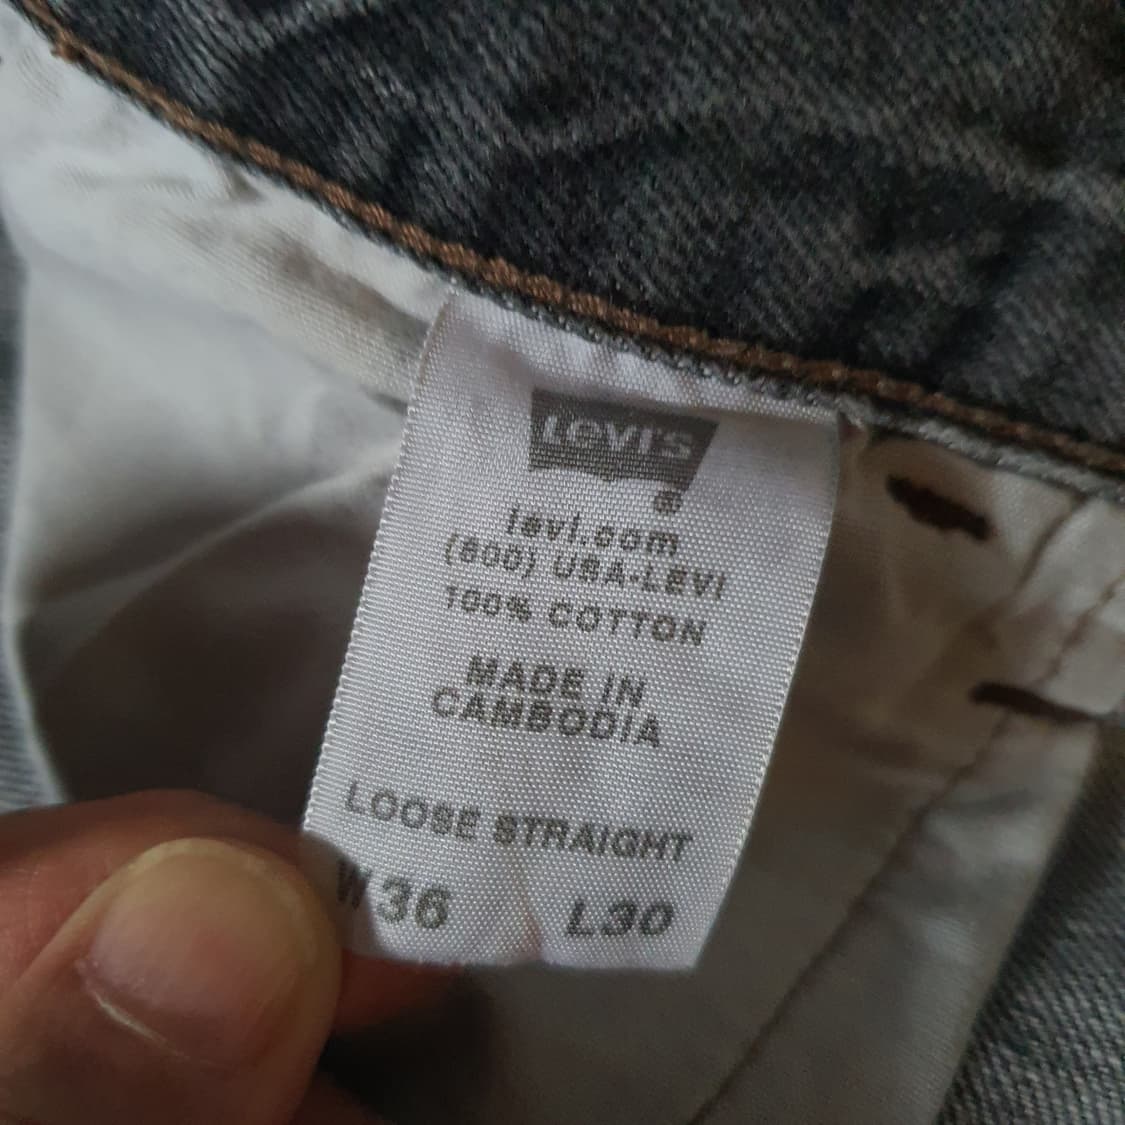 Levi's
®
levi.com
(800) USA-LEVI
100% COTTON
MADE IN
CAMBODIA
LOOSE STRAIGHT
W36 L30